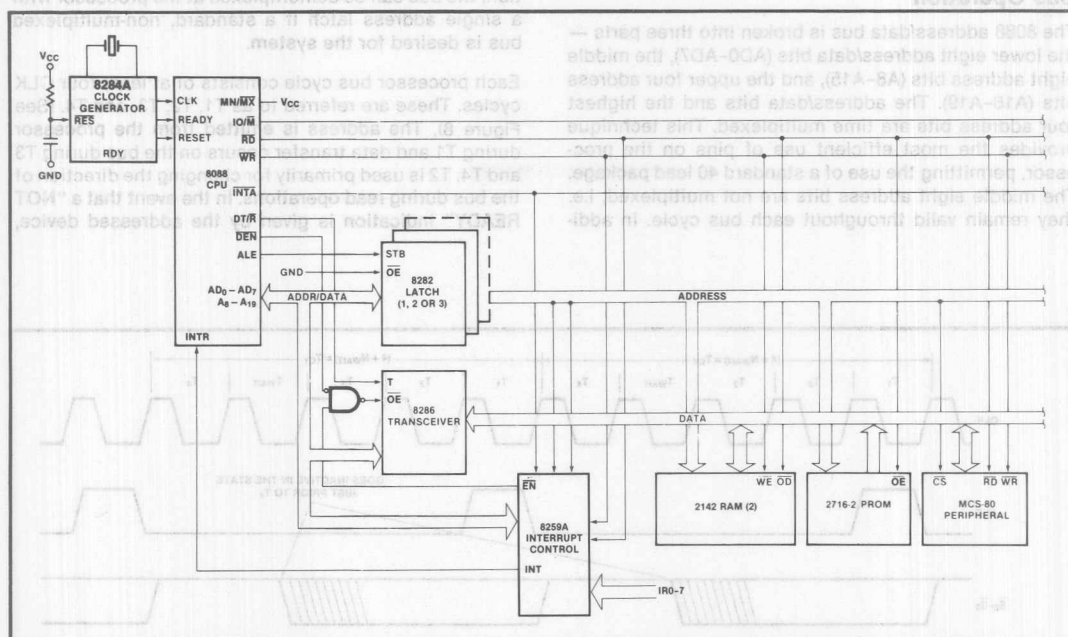 a single address latch if a standard, non-multiplexed
bus is desired for the system.
The 8088 address/data bus is broken into three parts —
the lower eight address/data bits (AD0–AD7), the middle
eight address bits (A8–A15), and the upper four address
bits (A16–A19). The address/data bits and the highest
four address bits are time multiplexed. This technique
provides the most efficient use of pins on the proc-
essor, permitting the use of a standard 40 lead package.
The middle eight address bits are not multiplexed, i.e.
they remain valid throughout each bus cycle. In addi-
Each processor bus cycle consists of at least four CLK
cycles. These are referred to as
Figure 8). The address is emitted from the processor
during T1 and data transfer occurs on the bus during T3
and T4. T2 is used primarily for changing the direction of
the bus during read operations. In the event that a "NOT
READY" indication is given by the addressed device,
VCC
8284A
CLOCK
GENERATOR
RES
RDY
GND
CLK
READY
RESET
8088
CPU
MN/MX
VCC
IO/M
RD
WR
INTA
DT/R
DEN
ALE
AD0 – AD7
A8 – A19
INTR
GND
STB
OE
8282
LATCH
(1, 2 OR 3)
ADDR/DATA
ADDRESS
T
OE
8286
TRANSCEIVER
DATA
EN
8259A
INTERRUPT
CONTROL
INT
IR0-7
WE OD
2142 RAM (2)
OE
2716-2 PROM
CS
RD WR
MCS-80
PERIPHERAL
GOES INACTIVE IN THE STATE
JUST PRIOR TO T4